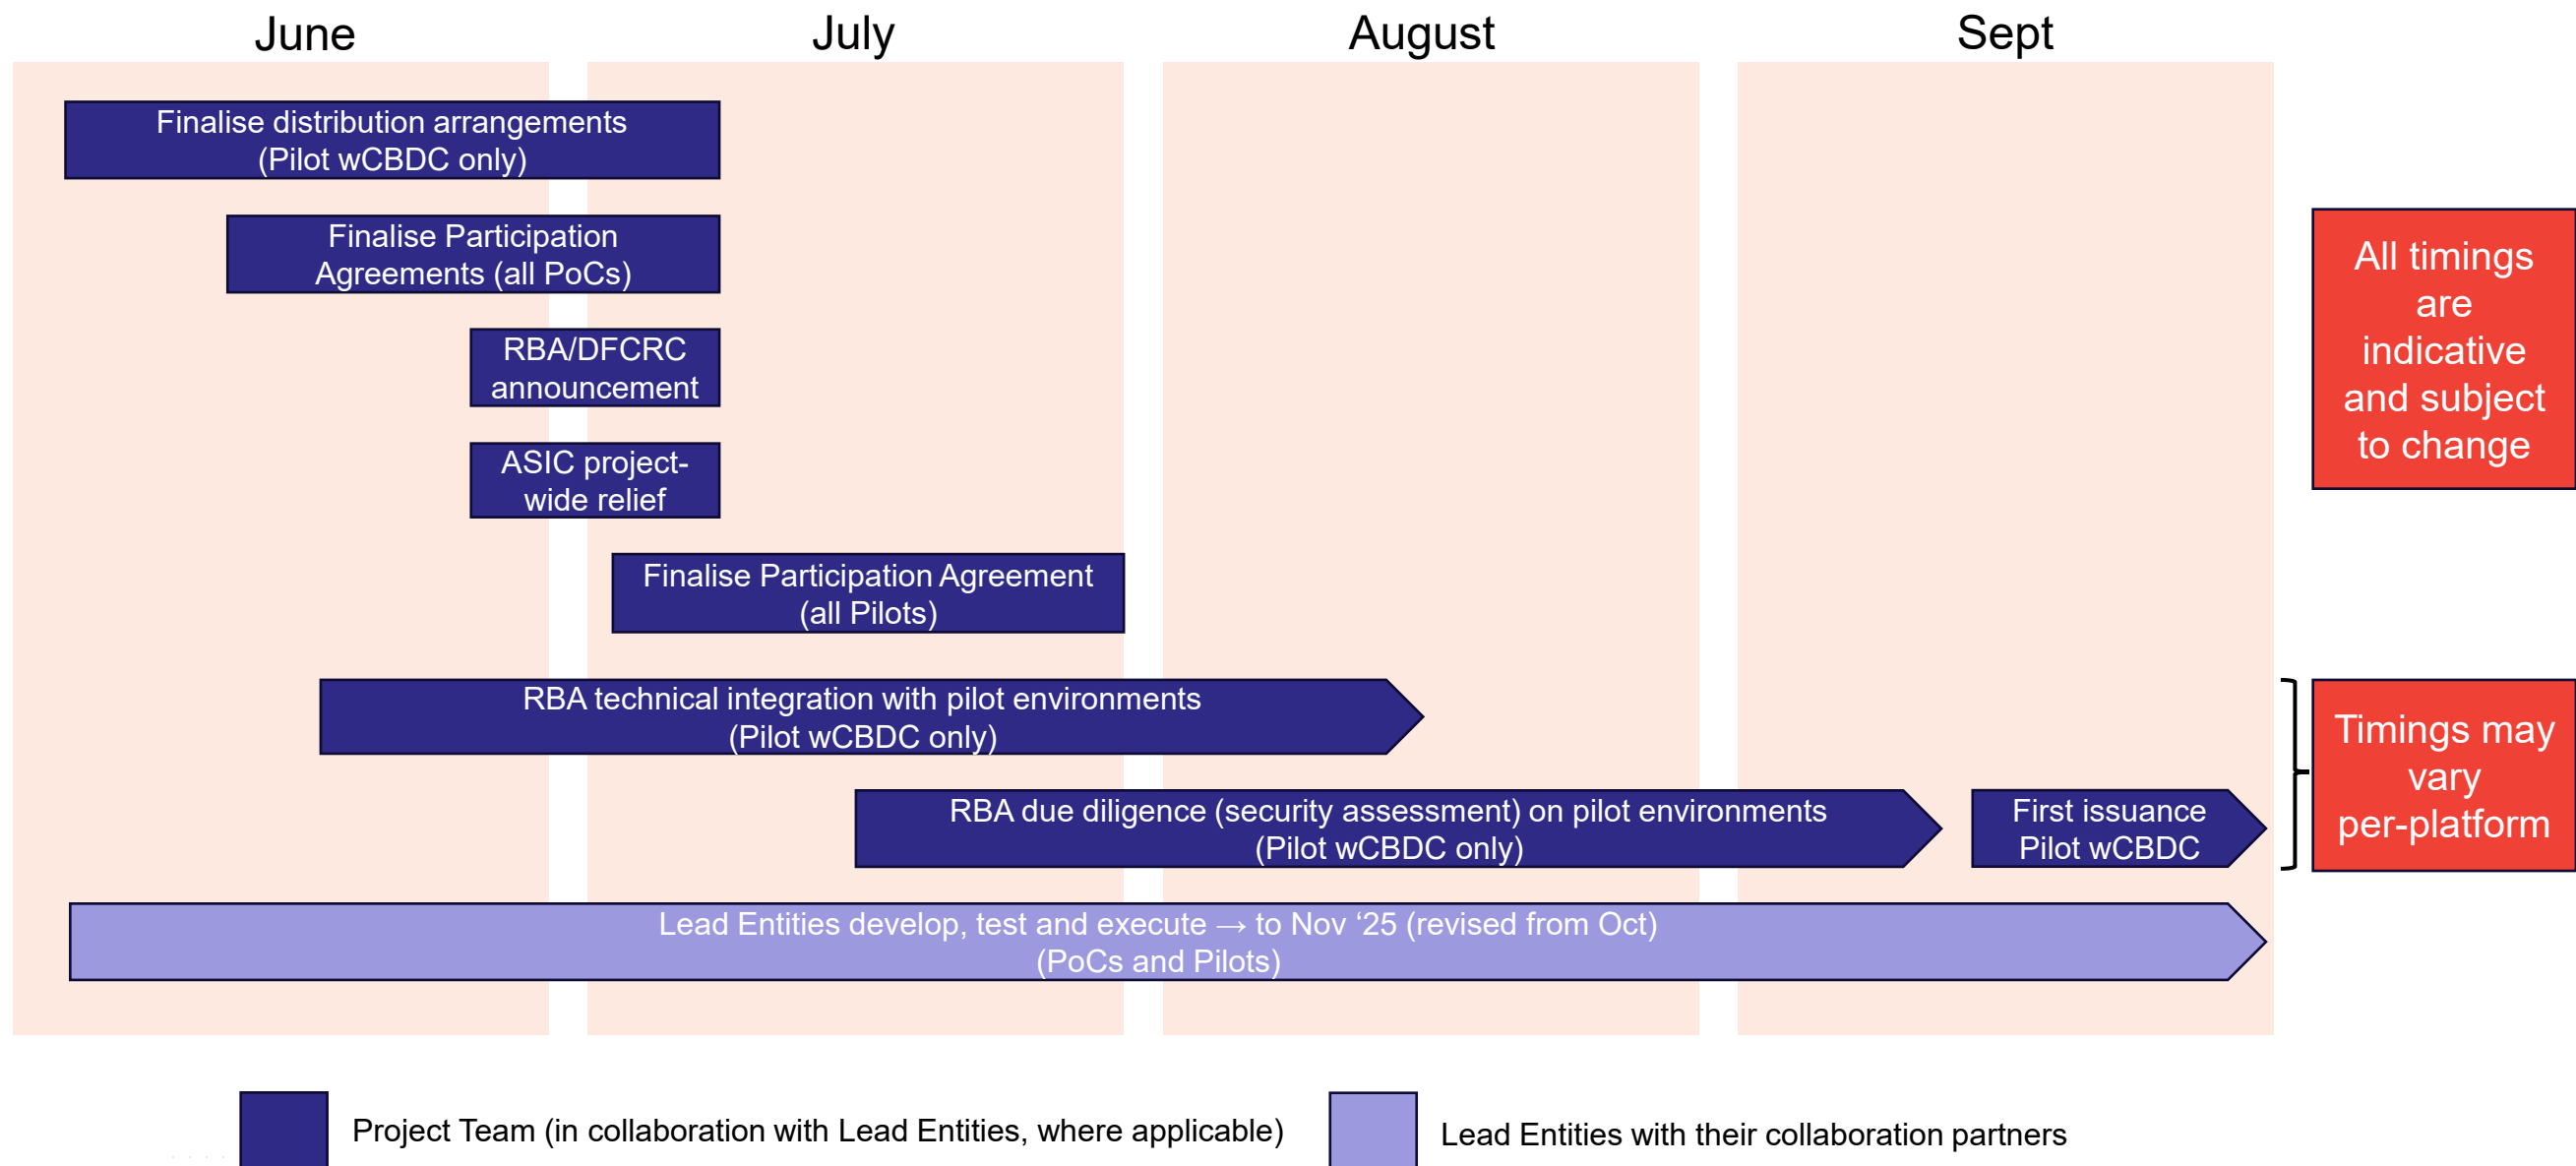 June
July
August
Sept
Finalise distribution arrangements
(Pilot wCBDC only)
Finalise Participation
Agreements (all PoCs)
RBA/DFCRC
announcement
ASIC project-
wide relief
Finalise Participation Agreement
(all Pilots)
RBA technical integration with pilot environments
(Pilot wCBDC only)
RBA due diligence (security assessment) on pilot environments
(Pilot wCBDC only)
First issuance
Pilot wCBDC
Lead Entities develop, test and execute → to Nov ‘25 (revised from Oct)
(PoCs and Pilots)
All timings
are
indicative
and subject
to change
Timings may
vary
per-platform
Project Team (in collaboration with Lead Entities, where applicable)
Lead Entities with their collaboration partners